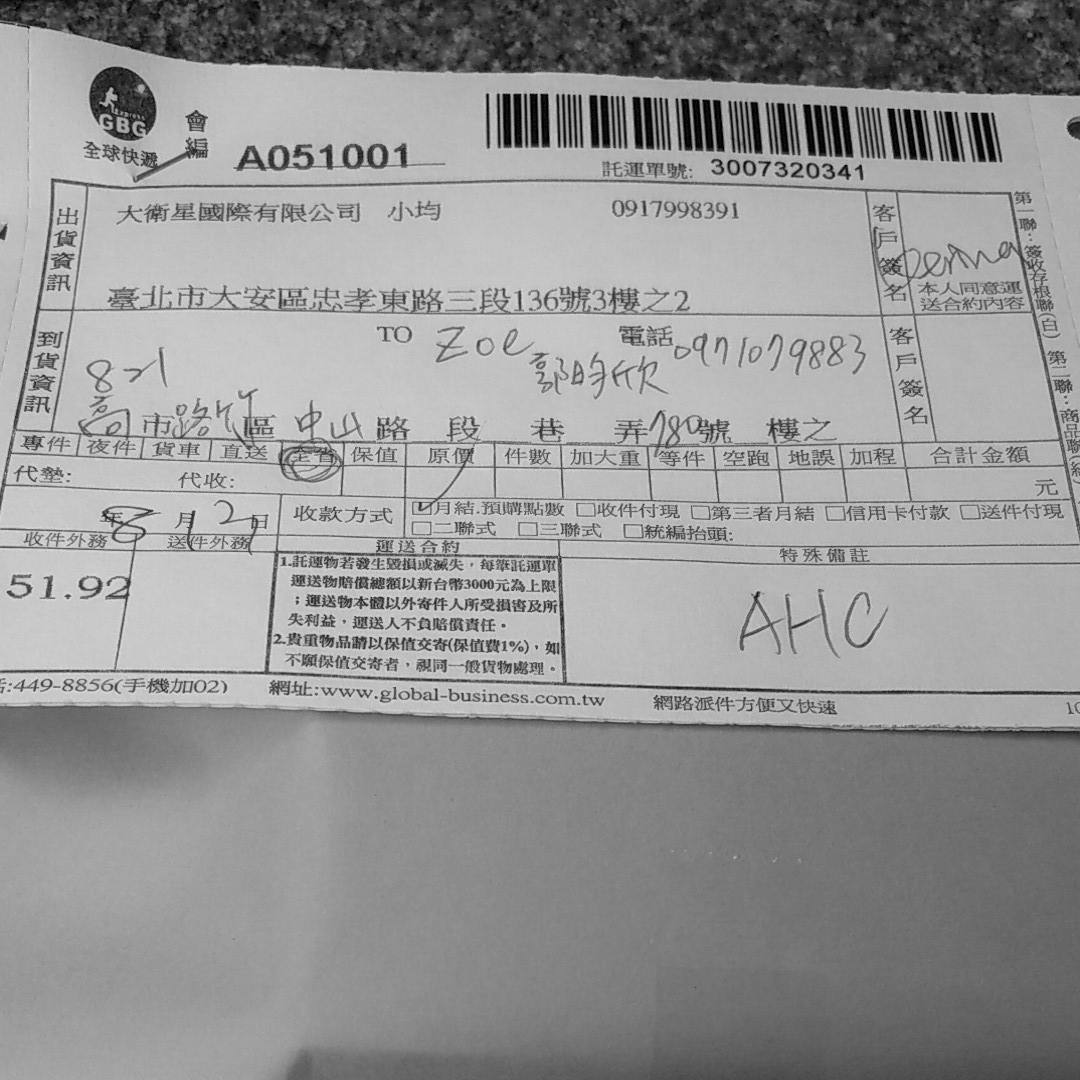 EXPRESS
GBG
全球快遞
會編
A051001
託運單號: 3007320341
出貨資訊
大衛星國際有限公司 小均 0917998391
臺北市大安區忠孝東路三段136號3樓之2
客戶簽名
本人同意運送合約內容
第一聯:簽收存根聯(白) 第二聯:商品聯(紅)
到貨資訊
TO Zoe 電話 0971079883
821
高市路竹區 中山路 段 巷 弄780號 樓之
客戶簽名
專件 夜件 貨車 直送 全省 保值 原價 件數 加大重 等件 空跑 地誤 加程 合計金額
代墊: 代收: 元
年8月12日 收款方式 月結.預購點數 收件付現 第三者月結 信用卡付款 送件付現
二聯式 三聯式 統編抬頭:
收件外務 送件外務 運送合約 特殊備註
51.92
1.託運物若發生毀損或滅失,每筆託運單
運送物賠償總額以新台幣3000元為上限
;運送物本體以外寄件人所受損害及所
失利益,運送人不負賠償責任。
2.貴重物品請以保值交寄(保值費1%),如
不願保值交寄者,視同一般貨物處理。
AHC
:449-8856(手機加02) 網址:www.global-business.com.tw 網路派件方便又快速